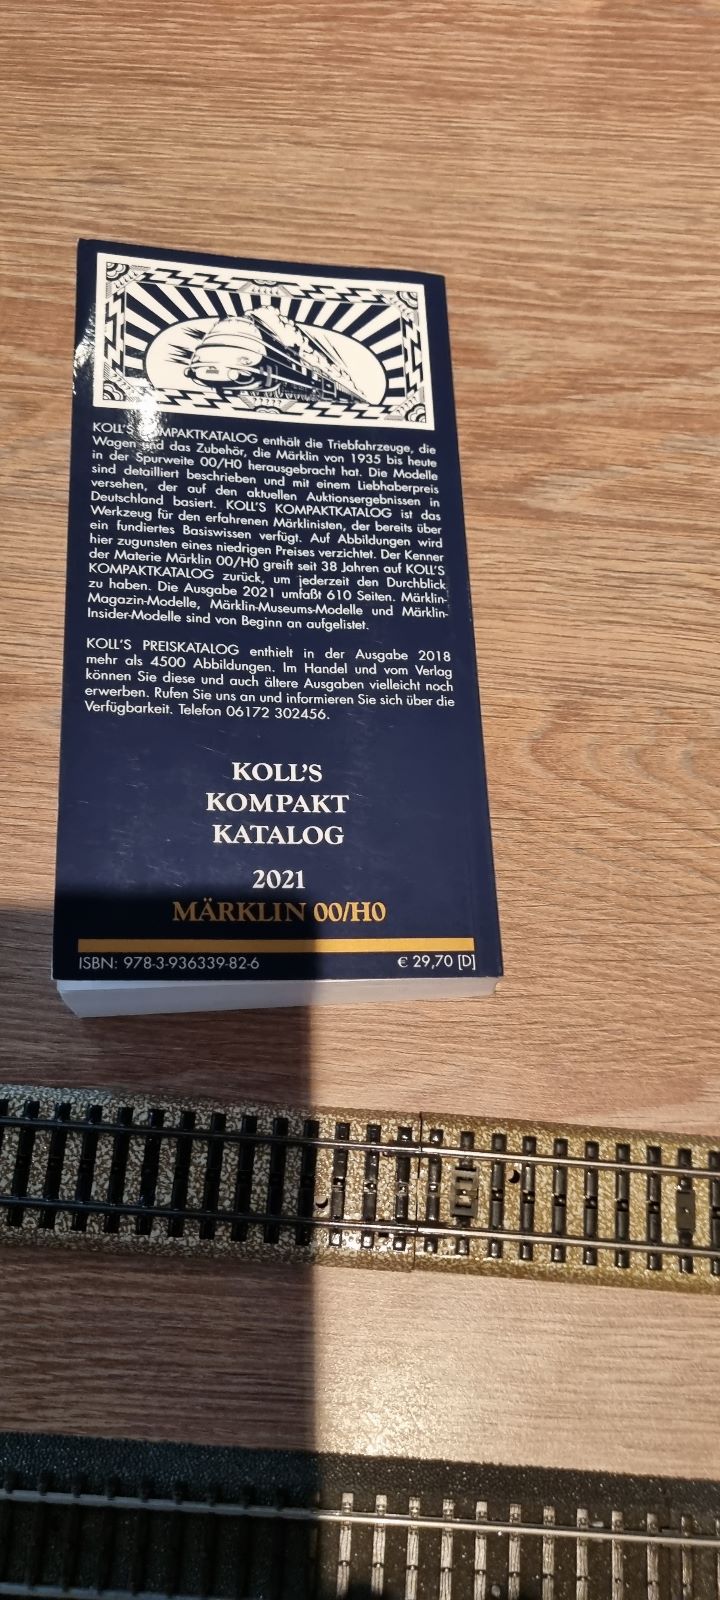 KOLL'S KOMPAKTKATALOG enthält die Triebfahrzeuge, die
Wagen und das Zubehör, die Märklin von 1935 bis heute
in der Spurweite 00/H0 herausgebracht hat. Die Modelle
sind detailliert beschrieben und mit einem Liebhaberpreis
versehen, der auf den aktuellen Auktionsergebnissen in
Deutschland basiert. KOLL'S KOMPAKTKATALOG ist das
Werkzeug für den erfahrenen Märklinisten, der bereits über
ein fundiertes Basiswissen verfügt. Auf Abbildungen wird
hier zugunsten eines niedrigen Preises verzichtet. Der Kenner
der Materie Märklin 00/H0 greift seit 38 Jahren auf KOLL'S
KOMPAKTKATALOG zurück, um jederzeit den Durchblick
zu haben. Die Ausgabe 2021 umfaßt 610 Seiten. Märklin-
Magazin-Modelle, Märklin-Museums-Modelle und Märklin-
Insider-Modelle sind von Beginn an aufgelistet.
KOLL'S PREISKATALOG enthielt in der Ausgabe 2018
mehr als 4500 Abbildungen. Im Handel und vom Verlag
können Sie diese und auch ältere Ausgaben vielleicht noch
erwerben. Rufen Sie uns an und informieren Sie sich über die
Verfügbarkeit. Telefon 06172 302456.
KOLL'S
KOMPAKT
KATALOG
2021
MÄRKLIN 00/H0
ISBN: 978-3-936339-82-6 € 29,70 [D]